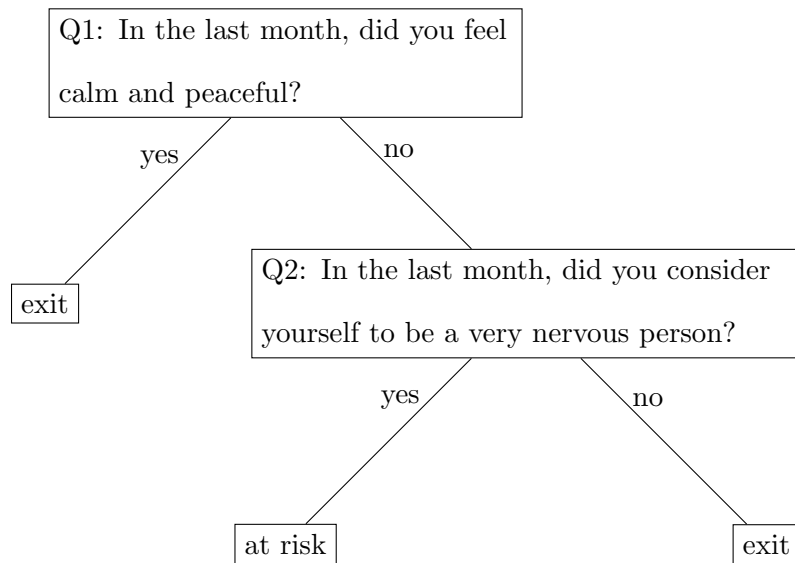 Q1: In the last month, did you feel
calm and peaceful?
yes
no
exit
Q2: In the last month, did you consider
yourself to be a very nervous person?
yes
no
at risk
exit